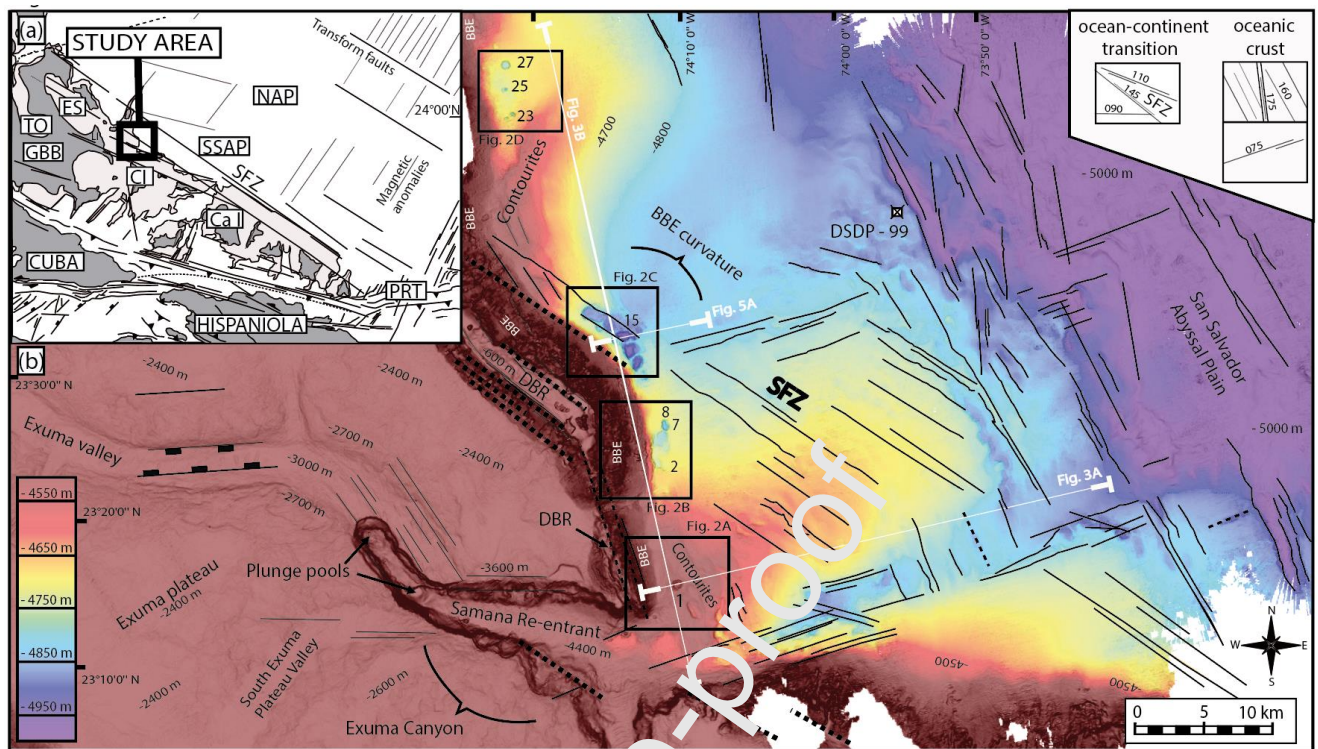 (a)
STUDY AREA
Transform faults
NAP
24°00'N
ES
TO
GBB
SSAP
SFZ
CI
Magnetic
anomalies
Ca I
CUBA
PRT
HISPANIOLA
74°10' 0"W
74°00' 0"W
73°50' 0"W
ocean-continent
transition
110
145
SFZ
090
oceanic
crust
175
160
075
BBE
27
25
23
Fig. 2D
Fig. 3B
-4700
-4800
Contourites
BBE
BBE
BBE curvature
DSDP - 99
- 5000 m
Fig. 2C
15
Fig. 5A
San Salvador
Abyssal Plain
(b)
23°30'0'' N
-2400 m
-2400 m
BBE
-600 m
DBR
SFZ
Exuma valley
-2700 m
-3000 m
-2400 m
-2700 m
8
7
2
BBE
Fig. 2B
- 5000 m
Fig. 3A
- 4550 m
- 4650 m
- 4750 m
- 4850 m
- 4950 m
23°20'0'' N
23°10'0'' N
DBR
Fig. 2A
BBE
Contourites
1
Plunge pools
-3600 m
Exuma plateau
-2400 m
Samana Re-entrant
-4400 m
South Exuma
Plateau Valley
-2400 m
-2600 m
Exuma Canyon
-4500
-4500
N
W
E
S
0 5 10 km
-proof